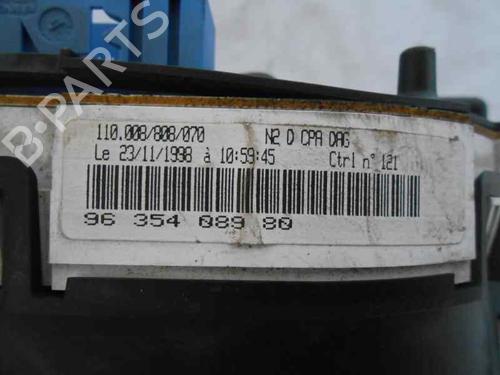 B-PARTS
110.008/808/070 N2 D CPA DAG
Le 23/11/1998 à 10:59:45 Ctrl n° 121
96 354 089 80